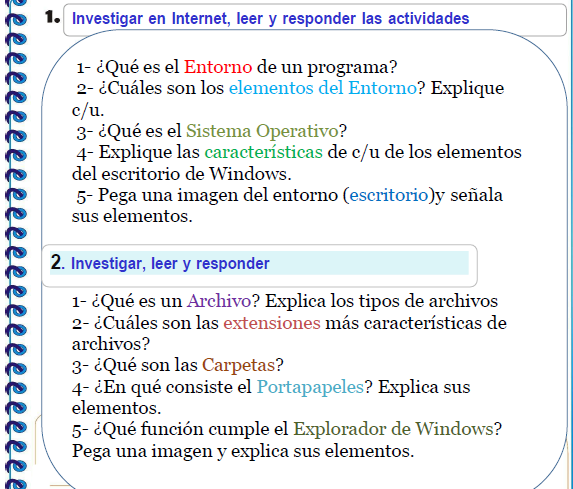 1. Investigar en Internet, leer y responder las actividades
1- ¿Qué es el Entorno de un programa?
2- ¿Cuáles son los elementos del Entorno? Explique
c/u.
3- ¿Qué es el Sistema Operativo?
4- Explique las características de c/u de los elementos
del escritorio de Windows.
5- Pega una imagen del entorno (escritorio)y señala
sus elementos.
2. Investigar, leer y responder
1- ¿Qué es un Archivo? Explica los tipos de archivos
2- ¿Cuáles son las extensiones más características de
archivos?
3- ¿Qué son las Carpetas?
4- ¿En qué consiste el Portapapeles? Explica sus
elementos.
5- ¿Qué función cumple el Explorador de Windows?
Pega una imagen y explica sus elementos.